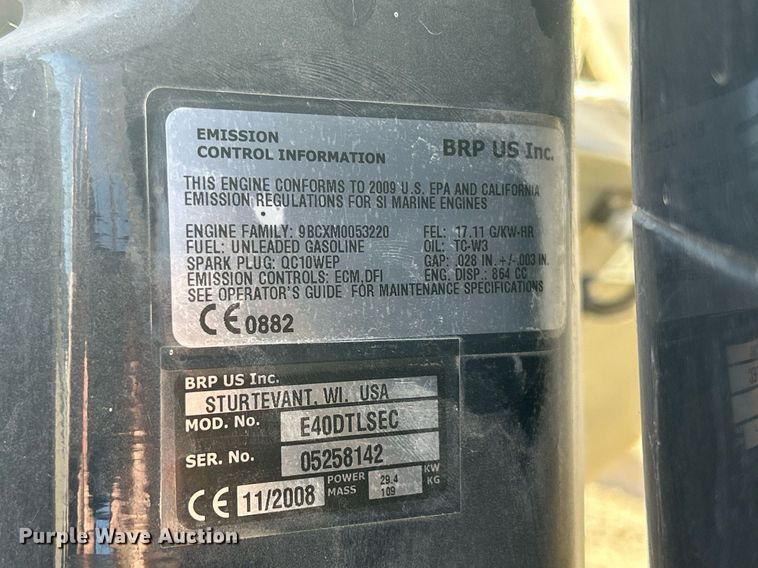 EMISSION
CONTROL INFORMATION
BRP US Inc.
THIS ENGINE CONFORMS TO 2009 U.S. EPA AND CALIFORNIA
EMISSION REGULATIONS FOR SI MARINE ENGINES
ENGINE FAMILY: 9BCXM0053220 FEL: 17.11 G/KW-HR
FUEL: UNLEADED GASOLINE OIL: TC-W3
SPARK PLUG: QC10WEP GAP: .028 IN. +/-.003 IN.
EMISSION CONTROLS: ECM,DFI ENG. DISP.: 864 CC
SEE OPERATOR'S GUIDE FOR MAINTENANCE SPECIFICATIONS
CE 0882
BRP US Inc.
STURTEVANT, WI. USA
MOD. No. E40DTLSEC
SER. No. 05258142
CE 11/2008 POWER 29.4 KW
MASS 109 KG
Purple Wave Auction